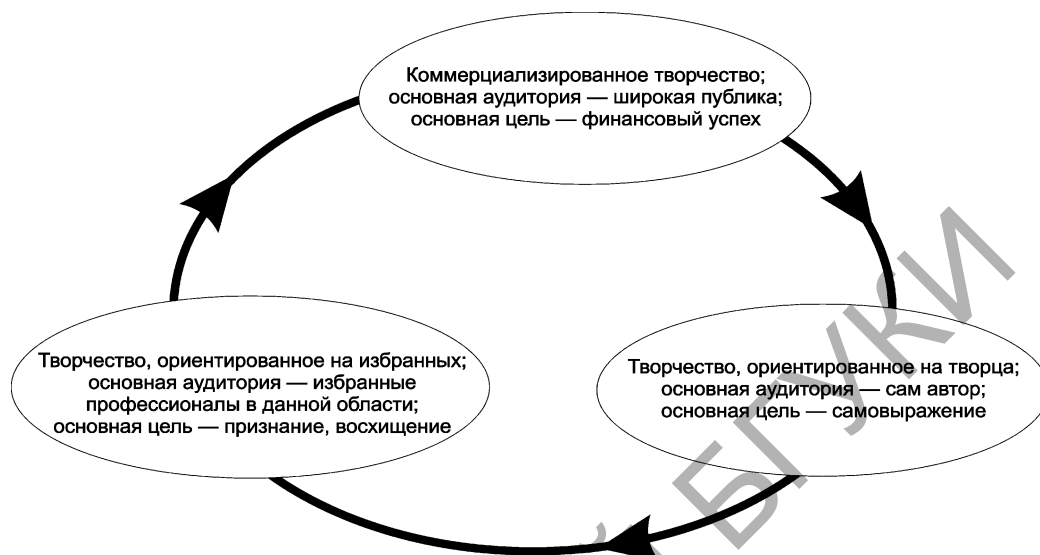 Коммерциализированное творчество;
основная аудитория — широкая публика;
основная цель — финансовый успех
Творчество, ориентированное на избранных;
основная аудитория — избранные
профессионалы в данной области;
основная цель — признание, восхищение
Творчество, ориентированное на творца;
основная аудитория — сам автор;
основная цель — самовыражение
БГУКИ